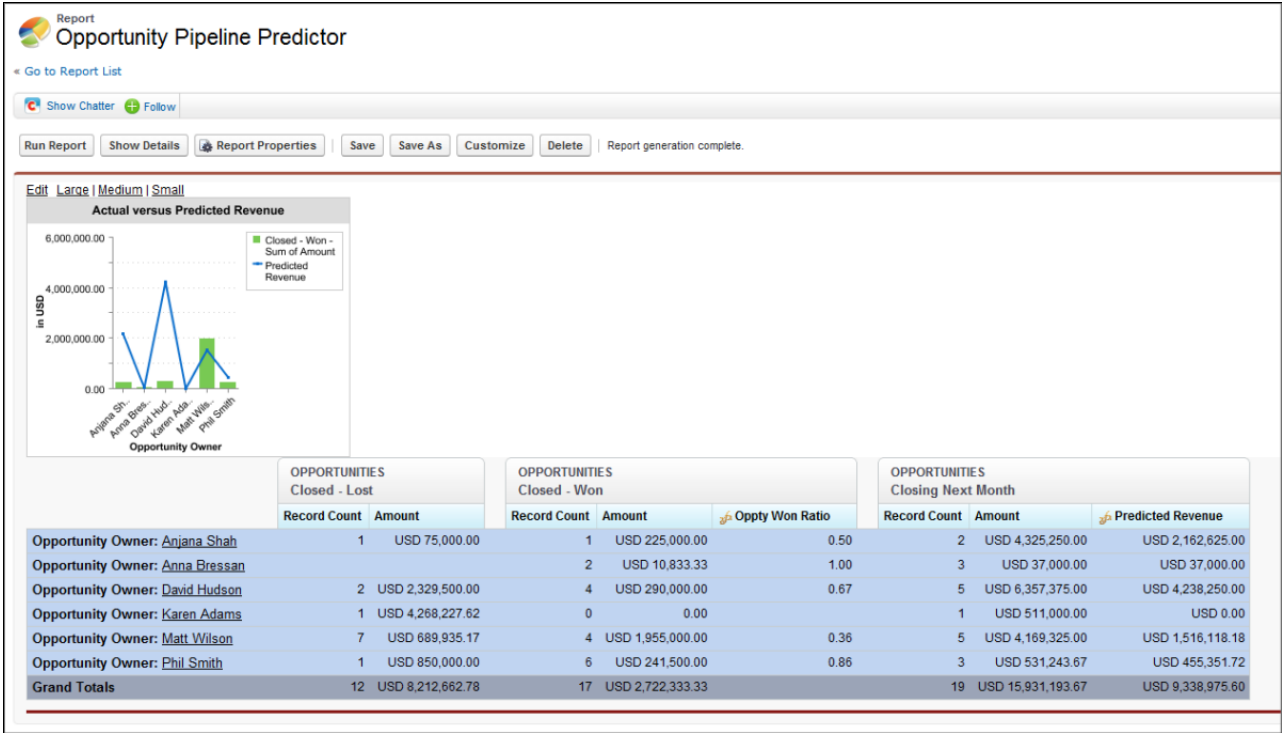 Report
Opportunity Pipeline Predictor
« Go to Report List
Show Chatter Follow
Run Report Show Details Report Properties Save Save As Customize Delete Report generation complete.
Edit Large | Medium | Small
Actual versus Predicted Revenue
Closed - Won -
Sum of Amount
Predicted
Revenue
in USD
6,000,000.00
4,000,000.00
2,000,000.00
0.00
Anjana Sh..
Anna Bres..
David Hud..
Karen Ada..
Matt Wils..
Phil Smith
Opportunity Owner
OPPORTUNITIES OPPORTUNITIES OPPORTUNITIES
Closed - Lost Closed - Won Closing Next Month
Record Count Amount Record Count Amount Oppty Won Ratio Record Count Amount Predicted Revenue
Opportunity Owner: Anjana Shah 1 USD 75,000.00 1 USD 225,000.00 0.50 2 USD 4,325,250.00 USD 2,162,625.00
Opportunity Owner: Anna Bressan 2 USD 10,833.33 1.00 3 USD 37,000.00 USD 37,000.00
Opportunity Owner: David Hudson 2 USD 2,329,500.00 4 USD 290,000.00 0.67 5 USD 6,357,375.00 USD 4,238,250.00
Opportunity Owner: Karen Adams 1 USD 4,268,227.62 0 0.00 1 USD 511,000.00 USD 0.00
Opportunity Owner: Matt Wilson 7 USD 689,935.17 4 USD 1,955,000.00 0.36 5 USD 4,169,325.00 USD 1,516,118.18
Opportunity Owner: Phil Smith 1 USD 850,000.00 6 USD 241,500.00 0.86 3 USD 531,243.67 USD 455,351.72
Grand Totals 12 USD 8,212,662.78 17 USD 2,722,333.33 19 USD 15,931,193.67 USD 9,338,975.60